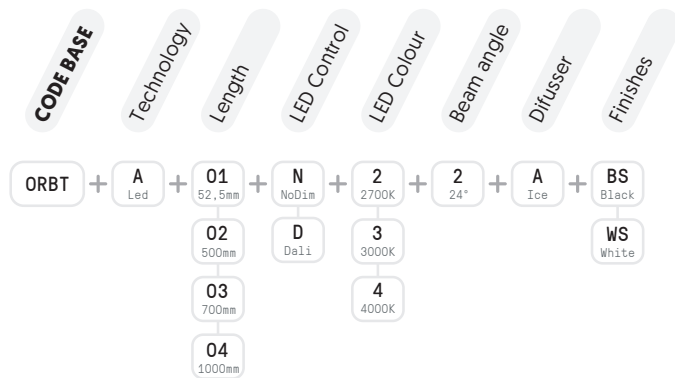 CODE BASE
Technology
Length
LED Control
LED Colour
Beam angle
Difusser
Finishes
ORBT + A + 01 + N + 2 + 2 + A + BS
Led 52,5mm NoDim 2700K 24° Ice Black
02 D 3 WS
500mm Dali 3000K White
03 4
700mm 4000K
04
1000mm